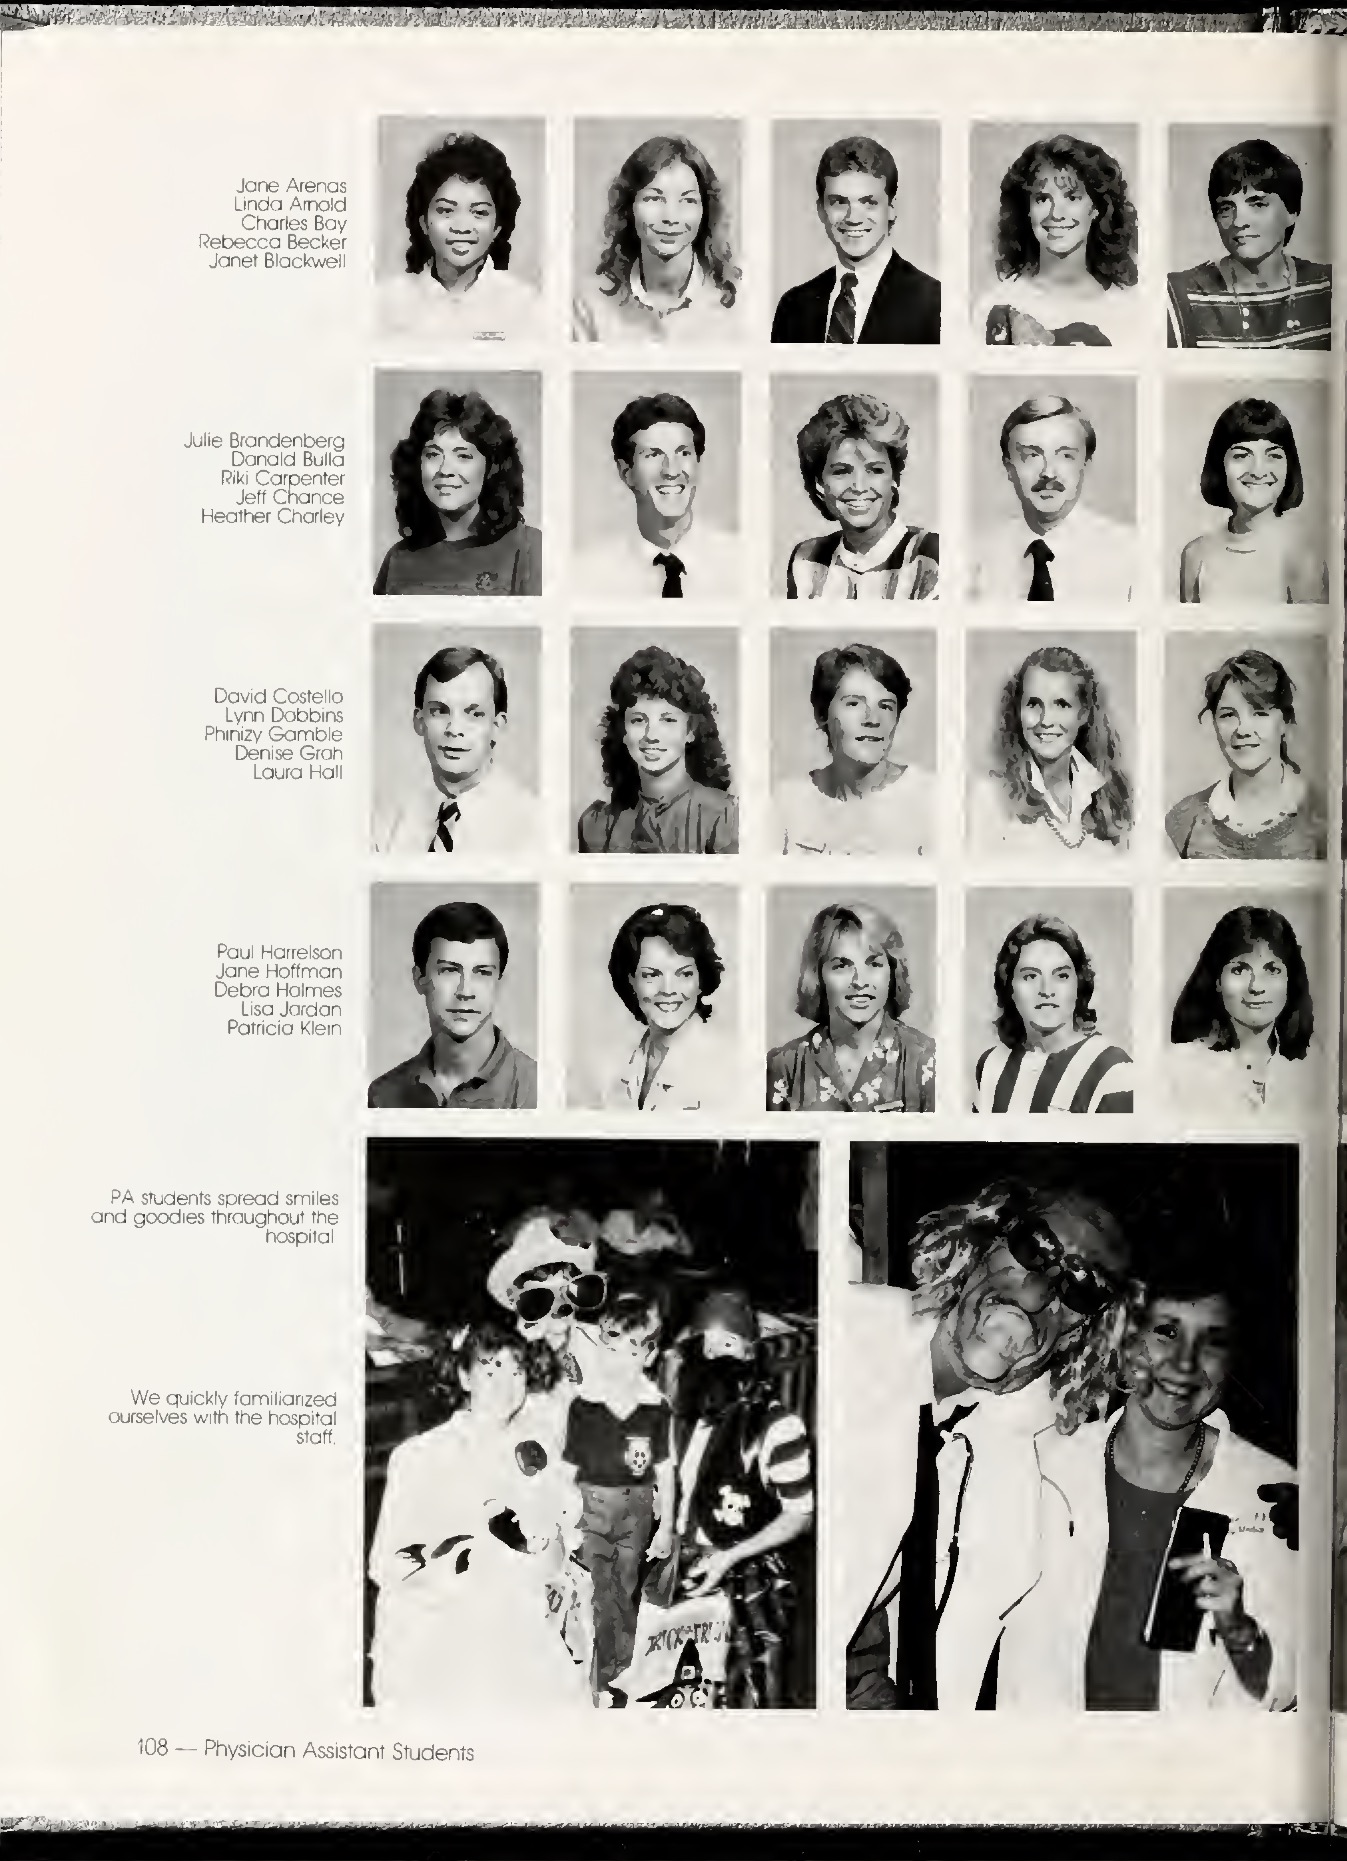 Jane Arenas
Linda Arnold
Charles Bay
Rebecca Becker
Janet Blackwell
Julie Brandenberg
Donald Bulla
Riki Carpenter
Jeff Chance
Heather Charley
David Costello
Lynn Dobbins
Phinizy Gamble
Denise Grah
Laura Hall
Paul Harrelson
Jane Hoffman
Debra Holmes
Lisa Jordan
Patricia Klein
PA students spread smiles
and goodies throughout the
hospital
We quickly familiarized
ourselves with the hospital
staff.
108 — Physician Assistant Students